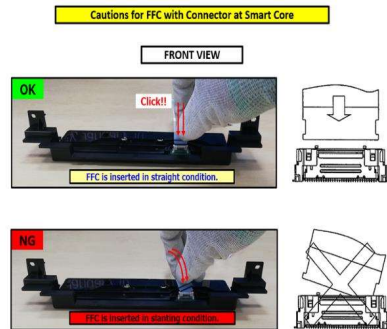 Cautions for FFC with Connector at Smart Core
FRONT VIEW
OK
Click!!
FFC is inserted in straight condition.
NG
FFC is inserted in slanting condition.